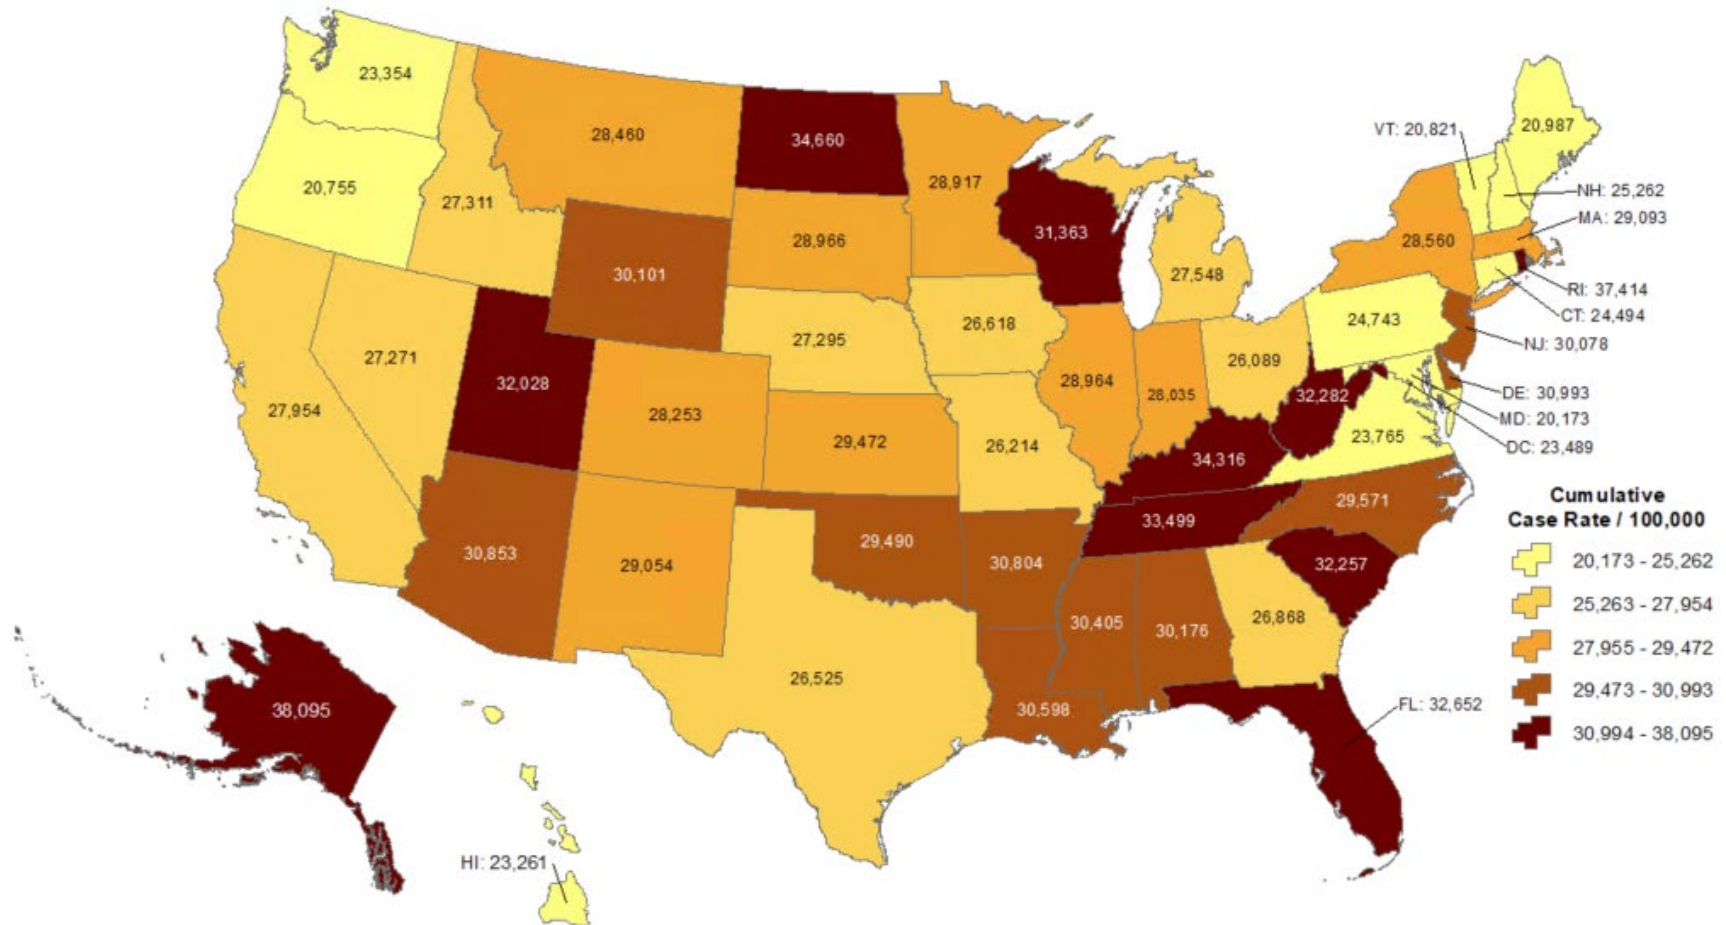 23,354
28,460
34,660
28,917
VT: 20,821
20,987
20,755
27,311
NH: 25,262
MA: 29,093
28,966
31,363
28,560
30,101
27,548
RI: 37,414
CT: 24,494
26,618
24,743
NJ: 30,078
27,295
27,271
26,089
32,028
28,964
28,035
32,282
DE: 30,993
27,954
28,253
MD: 20,173
29,472
26,214
23,765
DC: 23,489
34,316
29,571
Cumulative
Case Rate / 100,000
33,499
30,853
29,054
29,490
30,804
32,257
20,173 - 25,262
30,405
30,176
26,868
25,263 - 27,954
27,955 - 29,472
26,525
29,473 - 30,993
38,095
30,598
FL: 32,652
30,994 - 38,095
HI: 23,261